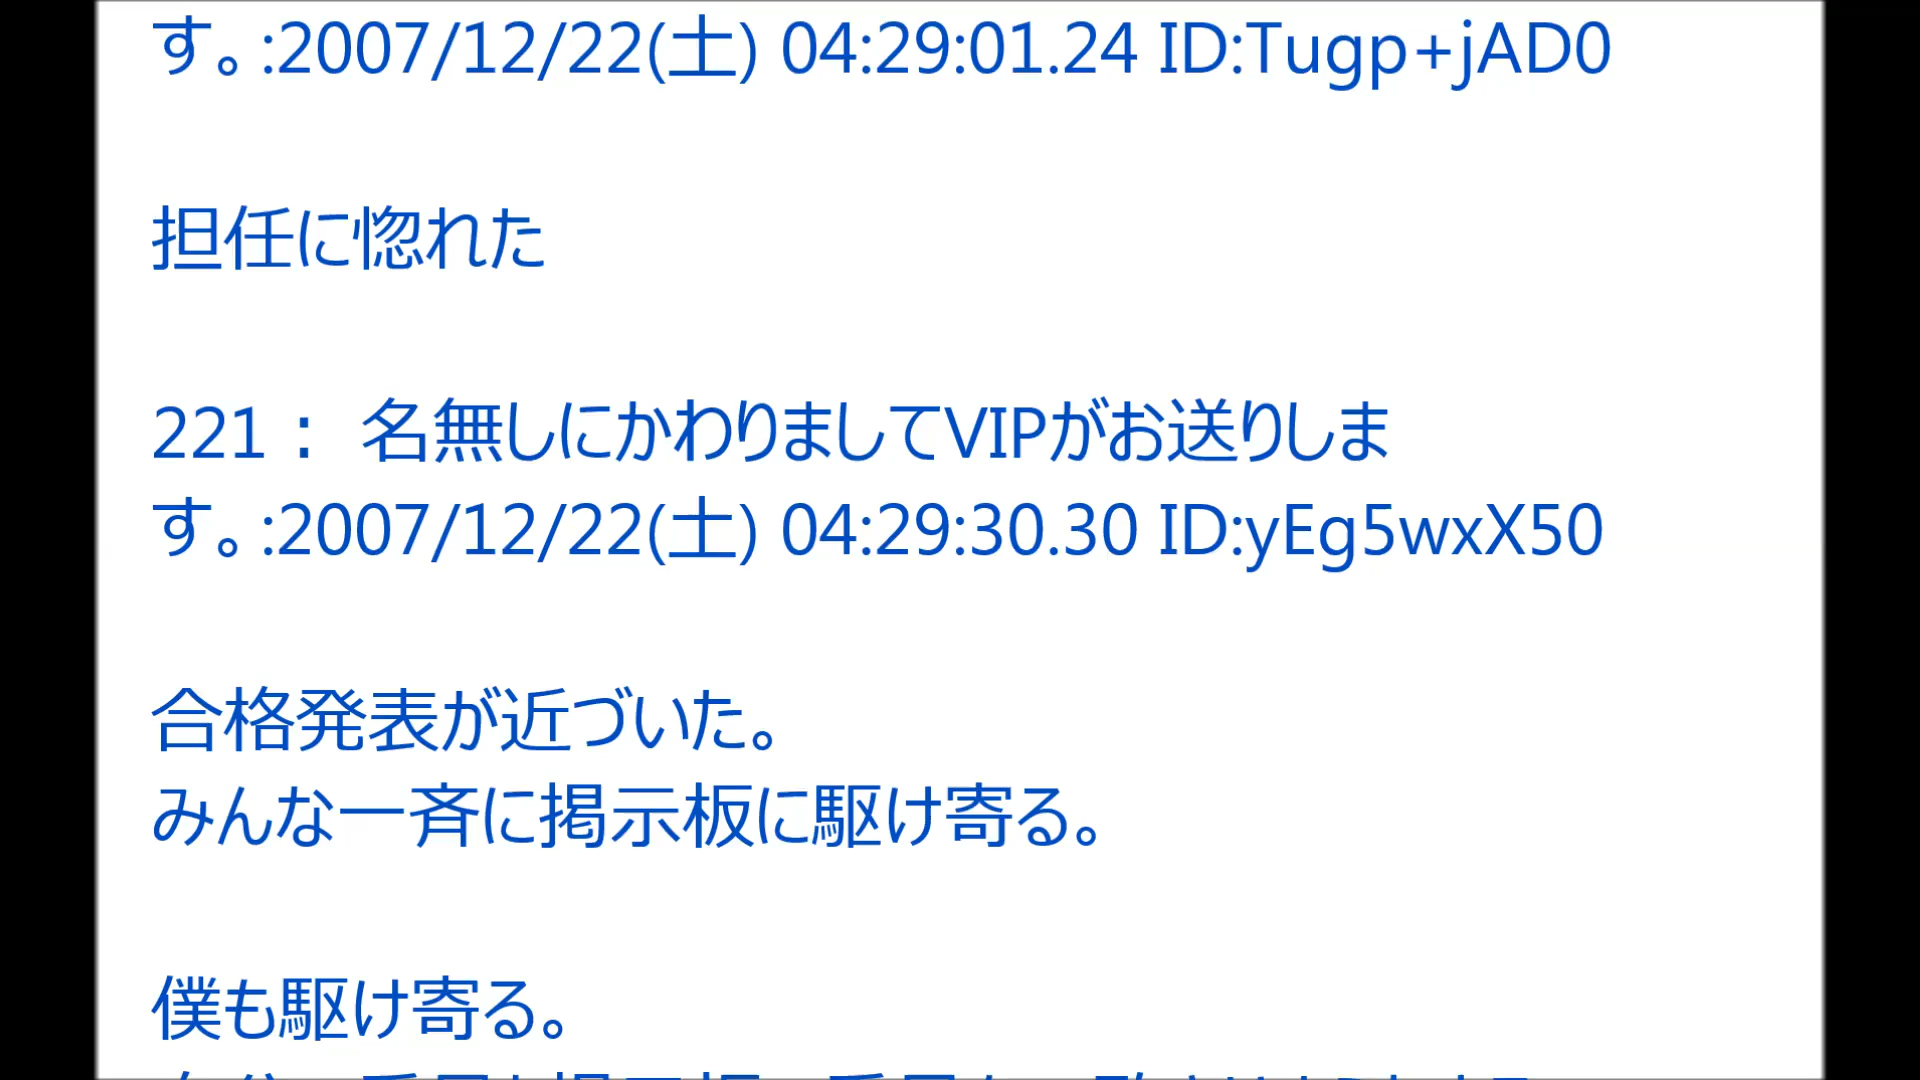 す。:2007/12/22(土) 04:29:01.24 ID:Tugp+jAD0
担任に惚れた
221： 名無しにかわりましてVIPがお送りしま
す。:2007/12/22(土) 04:29:30.30 ID:yEg5wxX50
合格発表が近づいた。
みんな一斉に掲示板に駆け寄る。
僕も駆け寄る。